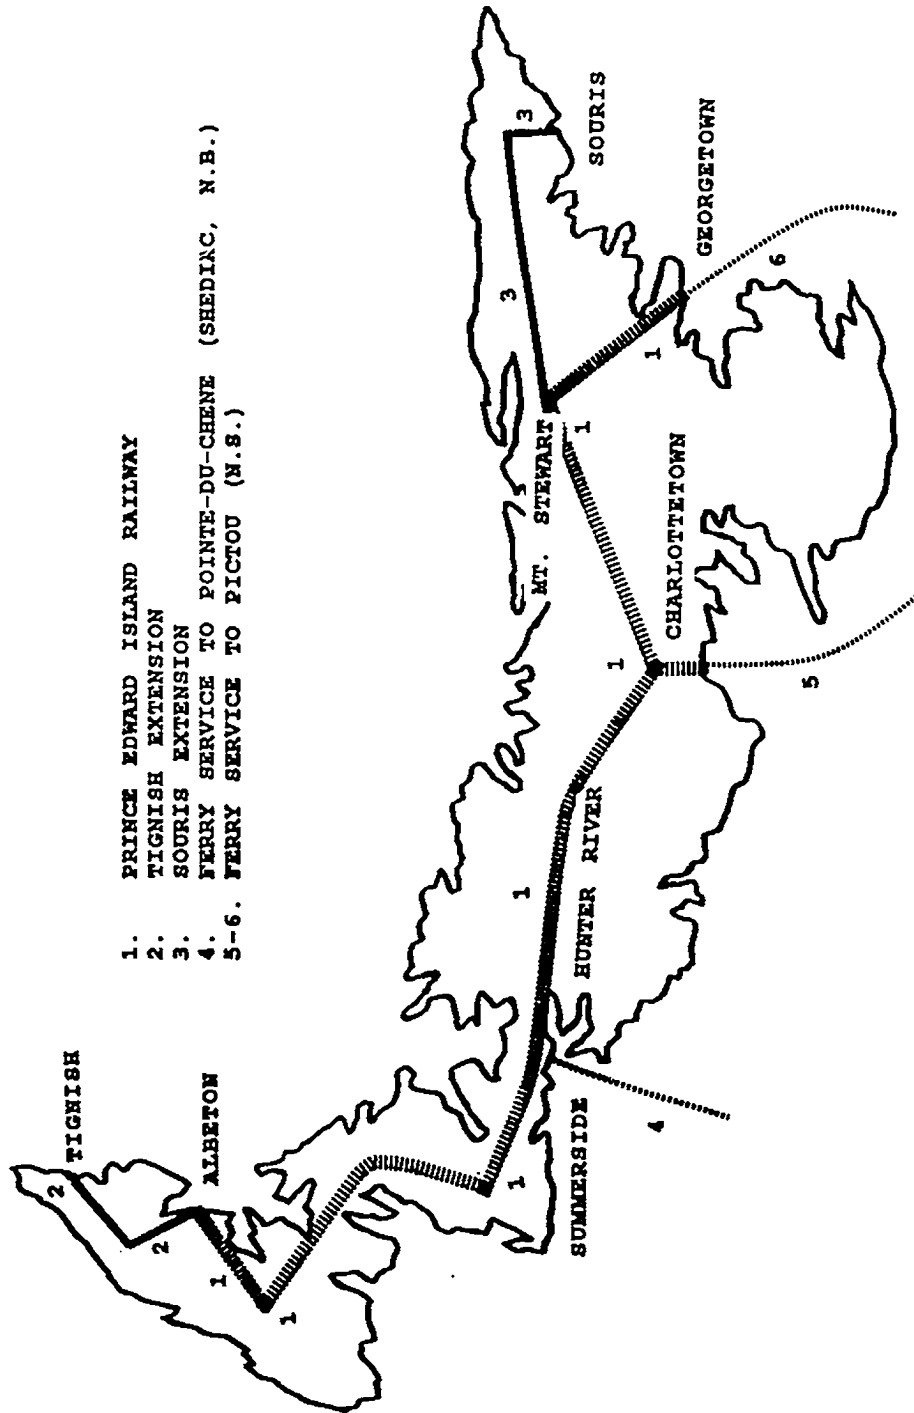 1. PRINCE EDWARD ISLAND RAILWAY
2. TIGNISH EXTENSION
3. SOURIS EXTENSION
4. FERRY SERVICE TO POINTE-DU-CHENE (SHEDIAC, N.B.)
5-6. FERRY SERVICE TO PICTOU (N.S.)
TIGNISH
2
2
ALBETON
1
1
1
SUMMERSIDE
4
1
HUNTER RIVER
1
CHARLOTTETOWN
5
MT. STEWART
1
3
3
SOURIS
1
GEORGETOWN
6